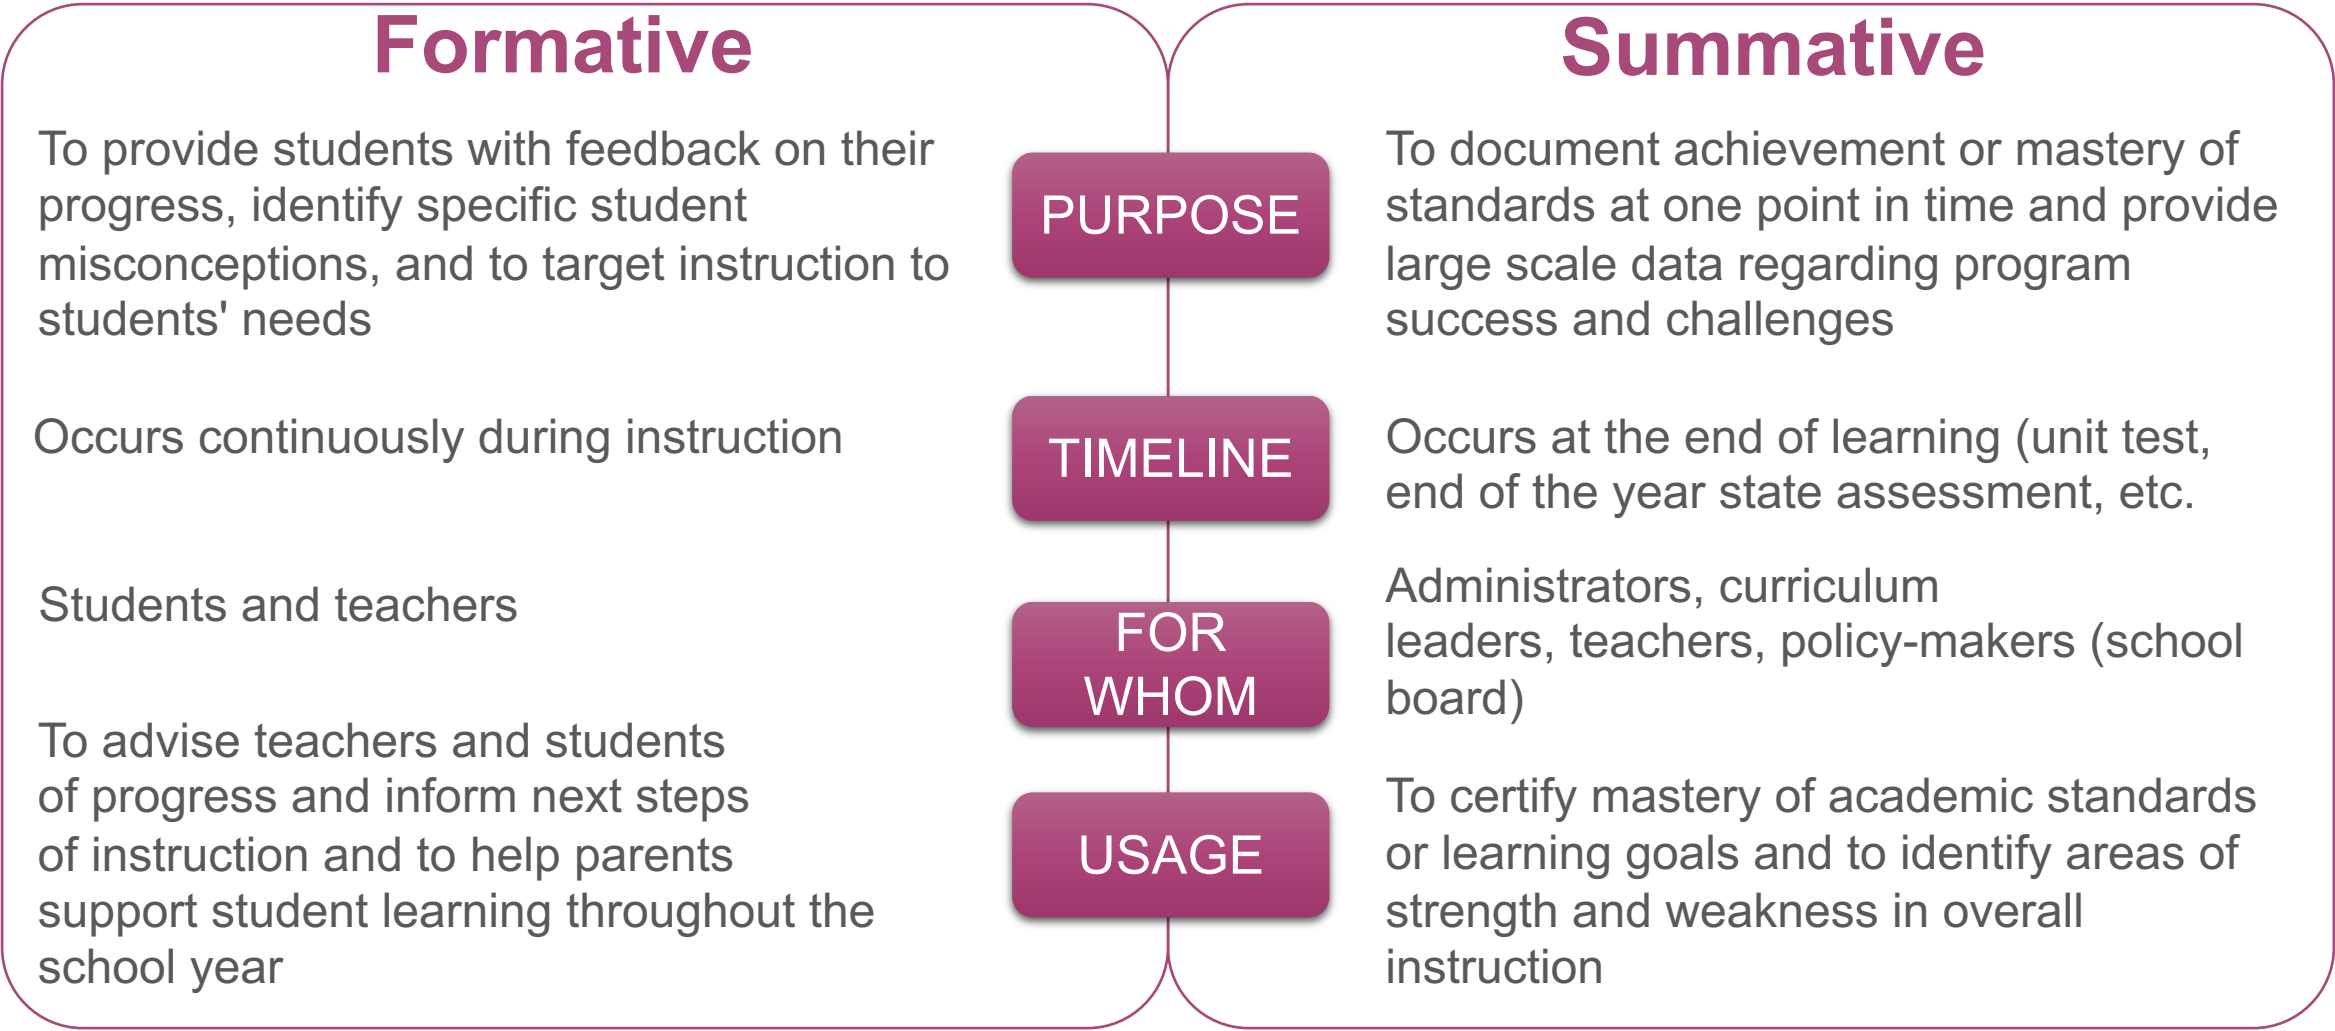 Formative
Summative
To provide students with feedback on their
progress, identify specific student
misconceptions, and to target instruction to
students' needs
PURPOSE
To document achievement or mastery of
standards at one point in time and provide
large scale data regarding program
success and challenges
Occurs continuously during instruction
TIMELINE
Occurs at the end of learning (unit test,
end of the year state assessment, etc.
Students and teachers
FOR
WHOM
Administrators, curriculum
leaders, teachers, policy-makers (school
board)
To advise teachers and students
of progress and inform next steps
of instruction and to help parents
support student learning throughout the
school year
USAGE
To certify mastery of academic standards
or learning goals and to identify areas of
strength and weakness in overall
instruction